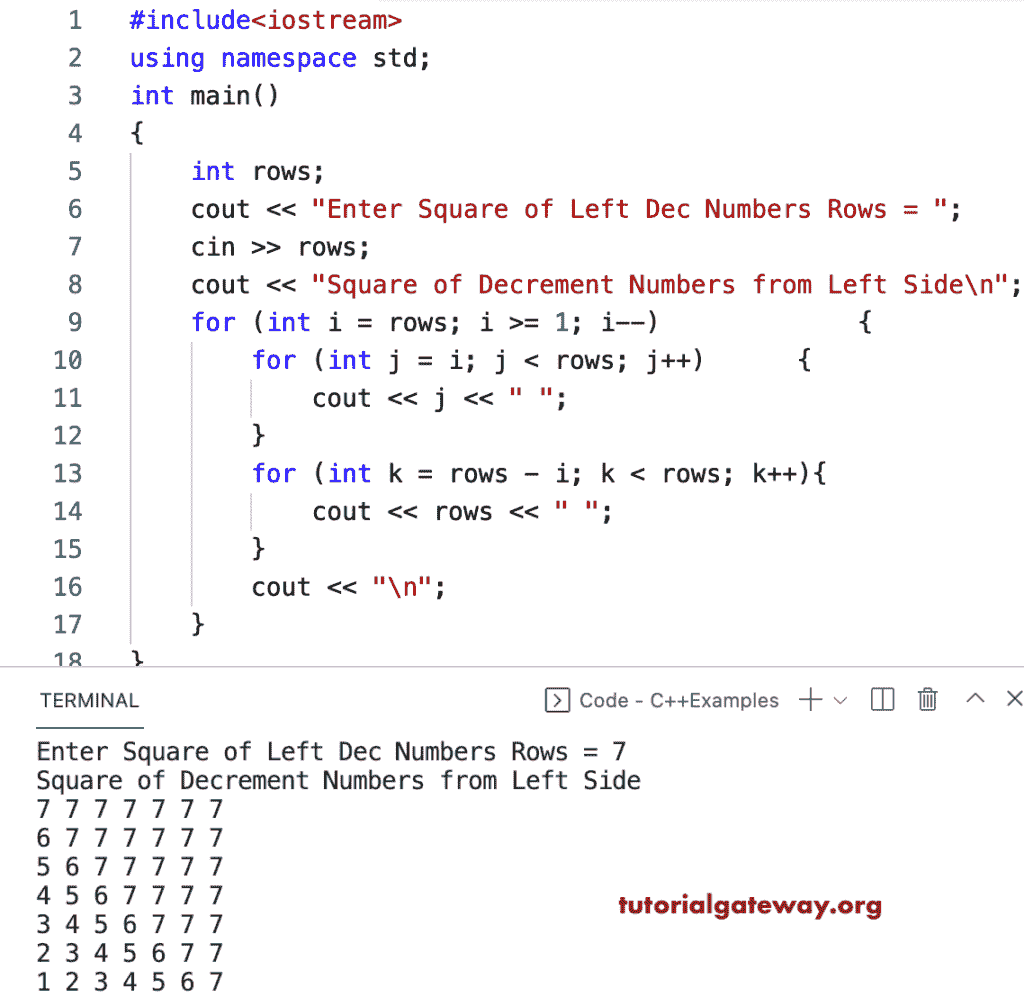 1 #include<iostream>
2 using namespace std;
3 int main()
4 {
5 int rows;
6 cout << "Enter Square of Left Dec Numbers Rows = ";
7 cin >> rows;
8 cout << "Square of Decrement Numbers from Left Side\n";
9 for (int i = rows; i >= 1; i--) {
10 for (int j = i; j < rows; j++) {
11 cout << j << " ";
12 }
13 for (int k = rows - i; k < rows; k++){
14 cout << rows << " ";
15 }
16 cout << "\n";
17 }
18 }
TERMINAL Code - C++Examples
Enter Square of Left Dec Numbers Rows = 7
Square of Decrement Numbers from Left Side
7 7 7 7 7 7 7
6 7 7 7 7 7 7
5 6 7 7 7 7 7
4 5 6 7 7 7 7
tutorialgateway.org
3 4 5 6 7 7 7
2 3 4 5 6 7 7
1 2 3 4 5 6 7